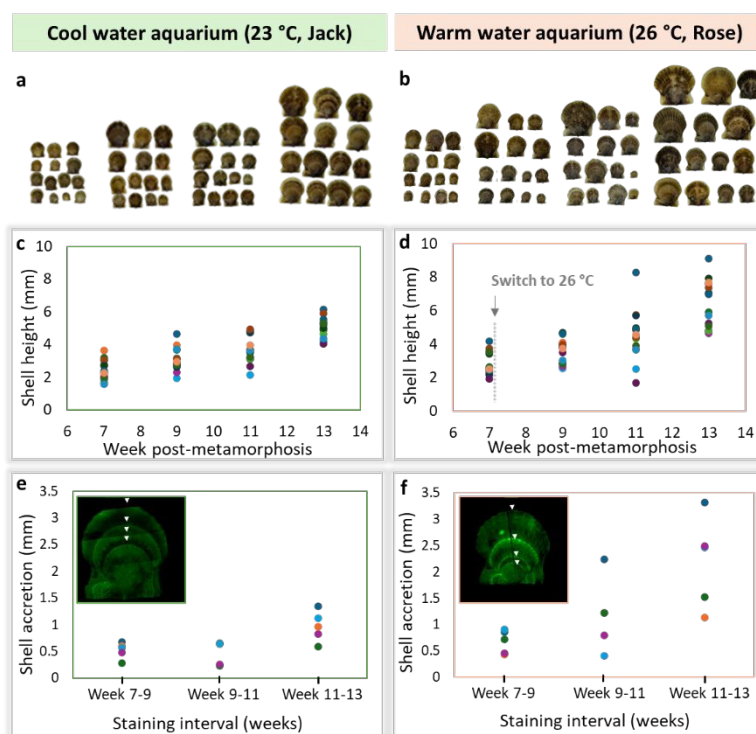 Cool water aquarium (23 °C, Jack)
Warm water aquarium (26 °C, Rose)
a
b
c
Shell height (mm)
10
8
6
4
2
0
6 7 8 9 10 11 12 13 14
Week post-metamorphosis
d
Switch to 26 °C
Shell height (mm)
10
8
6
4
2
0
6 7 8 9 10 11 12 13 14
Week post-metamorphosis
e
Shell accretion (mm)
3.5
3
2.5
2
1.5
1
0.5
0
Week 7-9 Week 9-11 Week 11-13
Staining interval (weeks)
f
Shell accretion (mm)
3.5
3
2.5
2
1.5
1
0.5
0
Week 7-9 Week 9-11 Week 11-13
Staining interval (weeks)